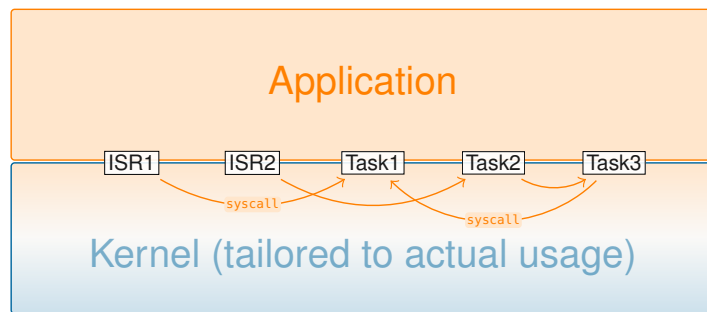 Application
ISR1 ISR2 Task1 Task2 Task3
syscall syscall
Kernel (tailored to actual usage)